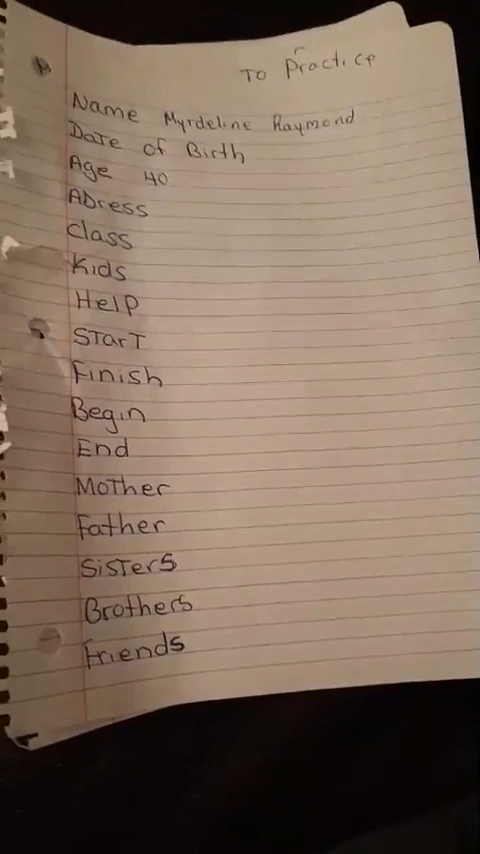 To Practice
Name Myrdeline Raymond
Date of Birth
Age 40
ADress
Class
Kids
Help
START
Finish
Begin
End
Mother
Father
Sisters
Brothers
Friends